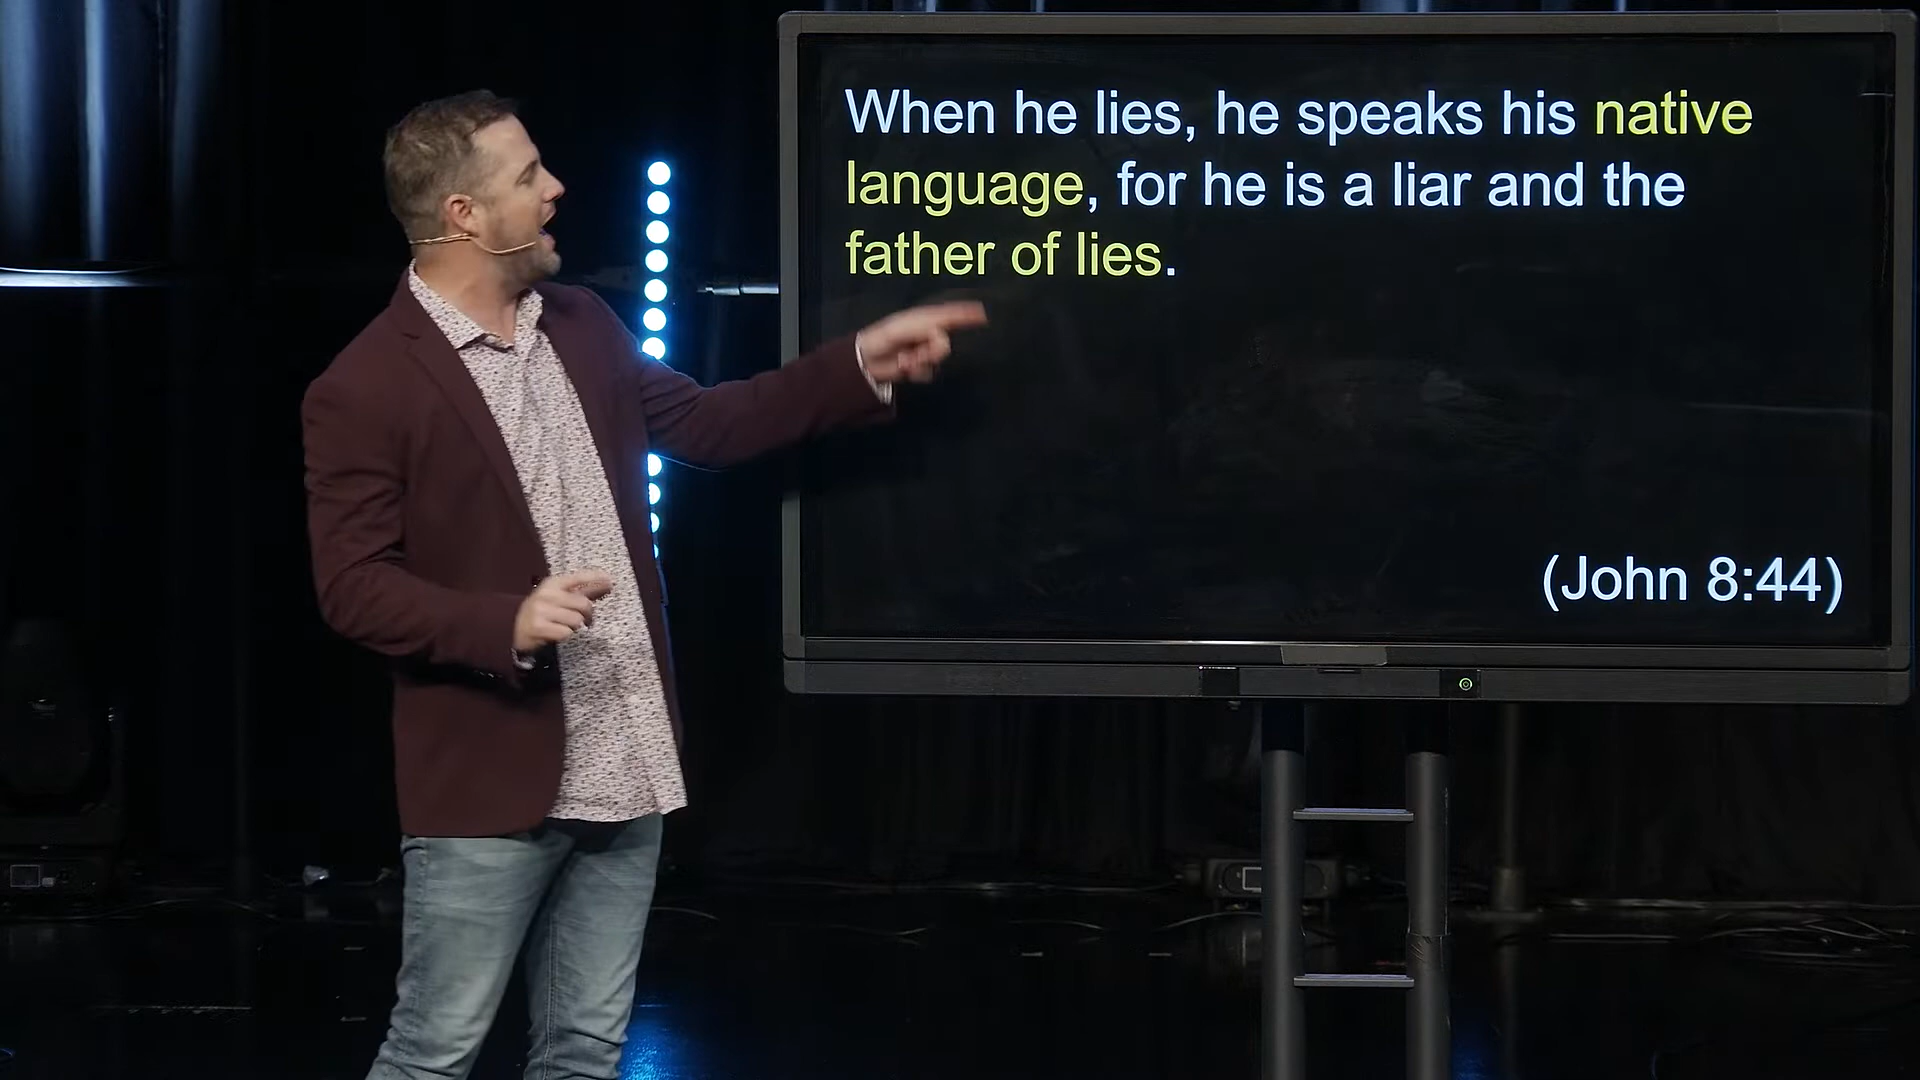 When he lies, he speaks his native
language, for he is a liar and the
father of lies.
(John 8:44)